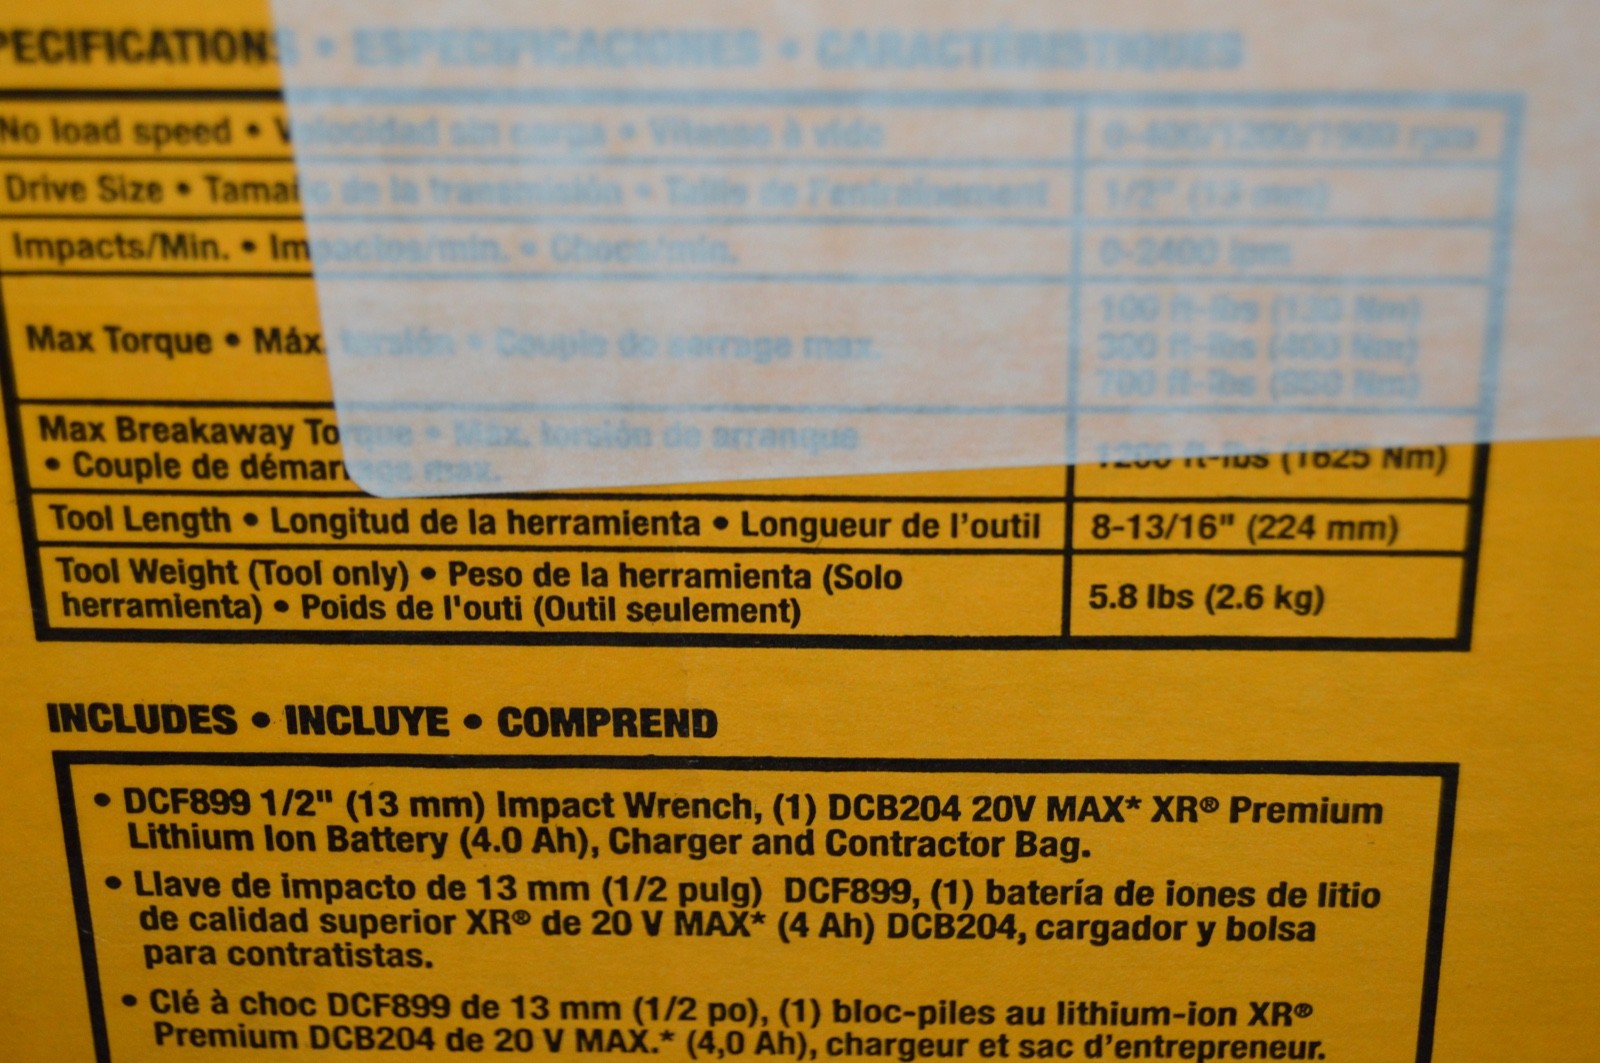 PECIFICATIONS • ESPECIFICACIONES • CARACTÉRISTIQUES
No load speed • Velocidad sin carga • Vitesse à vide 0-400/1200/1900 rpm
Drive Size • Tamaño de la transmisión • Taille de l'entraînement 1/2" (13 mm)
Impacts/Min. • Impactos/min. • Chocs/min. 0-2400 ipm
100 ft-lbs (130 Nm)
Max Torque • Máx. torsión • Couple de serrage max. 300 ft-lbs (400 Nm)
700 ft-lbs (950 Nm)
Max Breakaway Torque • Máx. torsión de arranque
• Couple de démarrage max. 1200 ft-lbs (1625 Nm)
Tool Length • Longitud de la herramienta • Longueur de l'outil 8-13/16" (224 mm)
Tool Weight (Tool only) • Peso de la herramienta (Solo
herramienta) • Poids de l'outi (Outil seulement) 5.8 lbs (2.6 kg)
INCLUDES • INCLUYE • COMPREND
• DCF899 1/2" (13 mm) Impact Wrench, (1) DCB204 20V MAX* XR® Premium
Lithium Ion Battery (4.0 Ah), Charger and Contractor Bag.
• Llave de impacto de 13 mm (1/2 pulg) DCF899, (1) batería de iones de litio
de calidad superior XR® de 20 V MAX* (4 Ah) DCB204, cargador y bolsa
para contratistas.
• Clé à choc DCF899 de 13 mm (1/2 po), (1) bloc-piles au lithium-ion XR®
Premium DCB204 de 20 V MAX.* (4,0 Ah), chargeur et sac d'entrepreneur.